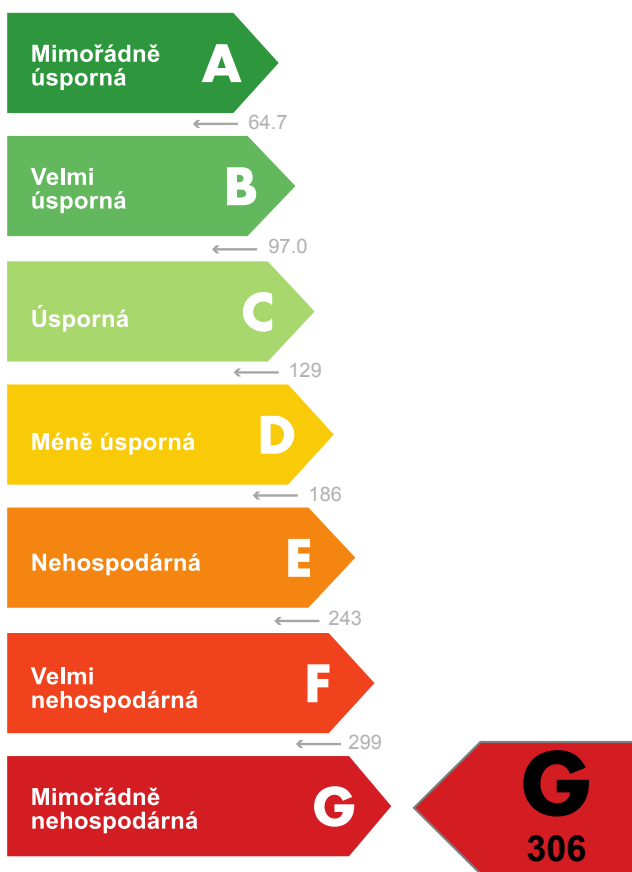 Mimořádně
úsporná
A
64.7
Velmi
úsporná
B
97.0
Úsporná
C
129
Méně úsporná
D
186
Nehospodárná
E
243
Velmi
nehospodárná
F
299
Mimořádně
nehospodárná
G
G
306